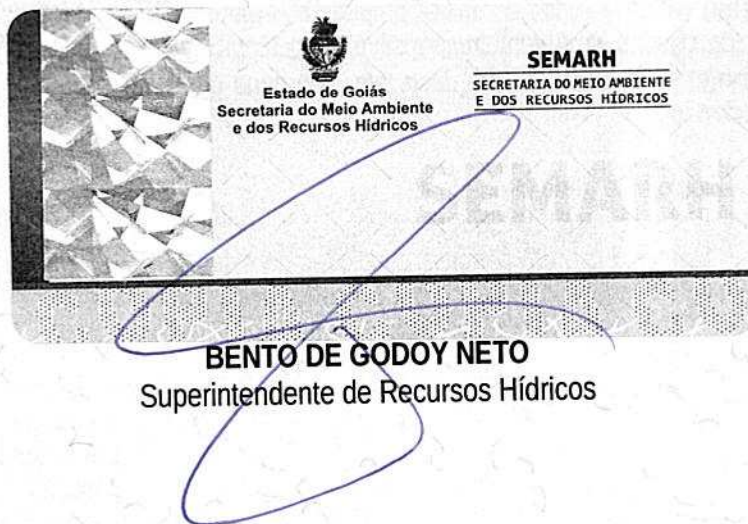 Estado de Goiás
Secretaria do Meio Ambiente
e dos Recursos Hídricos
SEMARH
SECRETARIA DO MEIO AMBIENTE
E DOS RECURSOS HÍDRICOS
BENTO DE GODOY NETO
Superintendente de Recursos Hídricos